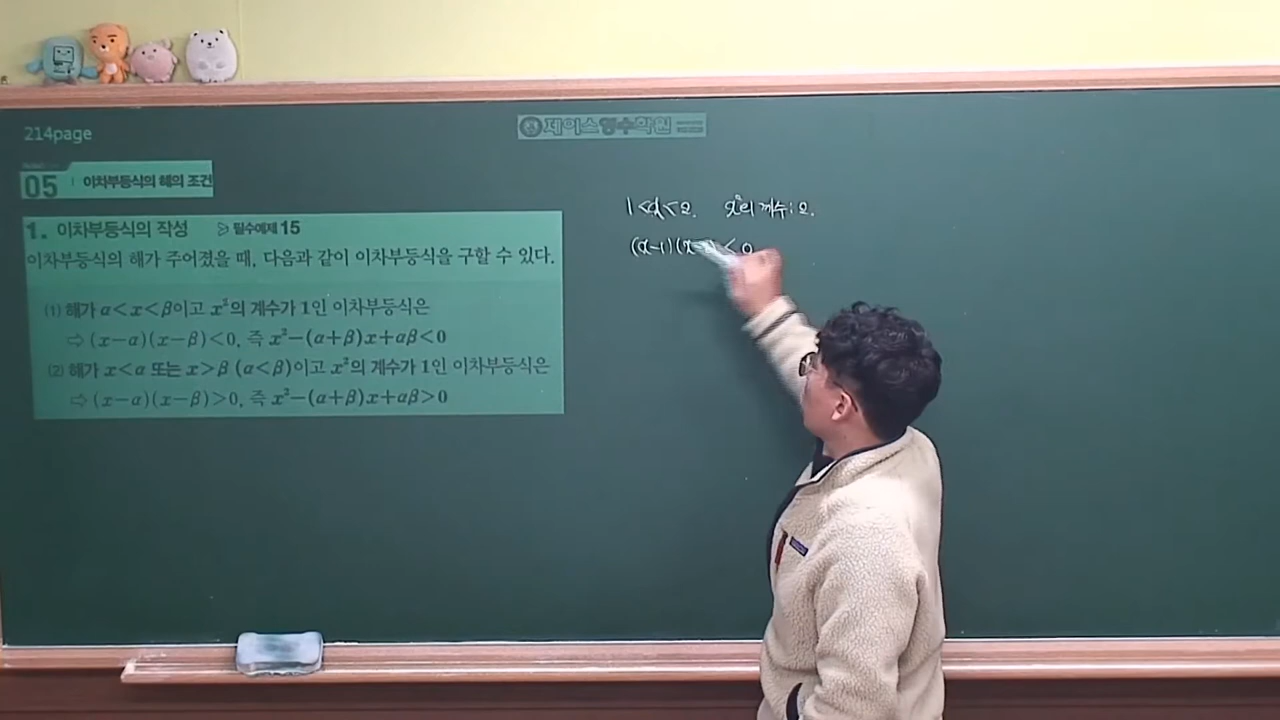 214page
제이스영수학원
05 이차부등식의 해의 조건
1. 이차부등식의 작성 ▷ 필수예제 15
이차부등식의 해가 주어졌을 때, 다음과 같이 이차부등식을 구할 수 있다.
(1) 해가 α<x<β이고 x²의 계수가 1인 이차부등식은
⇨ (x-α)(x-β)<0, 즉 x²-(α+β)x+αβ<0
(2) 해가 x<α 또는 x>β (α<β)이고 x²의 계수가 1인 이차부등식은
⇨ (x-α)(x-β)>0, 즉 x²-(α+β)x+αβ>0
1<x<2. x²의 계수: 2.
(x-1)(x- < 0